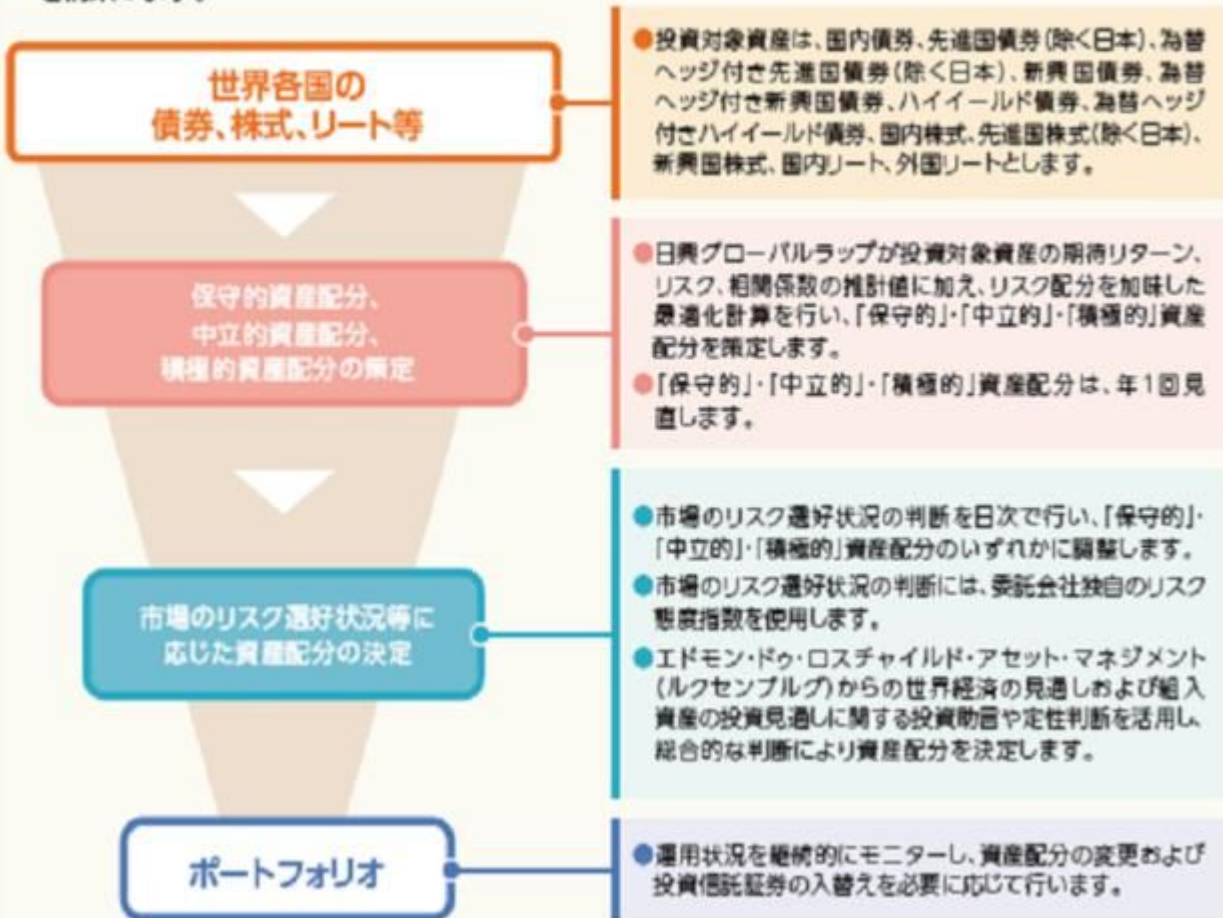 世界各国の
債券、株式、リート等
●投資対象資産は、国内債券、先進国債券(除く日本)、為替
ヘッジ付き先進国債券(除く日本)、新興国債券、為替
ヘッジ付き新興国債券、ハイイールド債券、為替ヘッジ
付きハイイールド債券、国内株式、先進国株式(除く日本)、
新興国株式、国内リート、外国リートとします。
保守的資産配分、
中立的資産配分、
積極的資産配分の策定
●日興グローバルラップが投資対象資産の期待リターン、
リスク、相関係数の推計値に加え、リスク配分を加味した
最適化計算を行い、「保守的」・「中立的」・「積極的」資産
配分を策定します。
●「保守的」・「中立的」・「積極的」資産配分は、年1回見
直します。
市場のリスク選好状況等に
応じた資産配分の決定
●市場のリスク選好状況の判断を日次で行い、「保守的」・
「中立的」・「積極的」資産配分のいずれかに調整します。
●市場のリスク選好状況の判断には、委託会社独自のリスク
態度指数を使用します。
●エドモン・ドゥ・ロスチャイルド・アセット・マネジメント
(ルクセンブルグ)からの世界経済の見通しおよび組入
資産の投資見通しに関する投資助言や定性判断を活用し、
総合的な判断により資産配分を決定します。
ポートフォリオ
●運用状況を継続的にモニターし、資産配分の変更および
投資信託証券の入替えを必要に応じて行います。